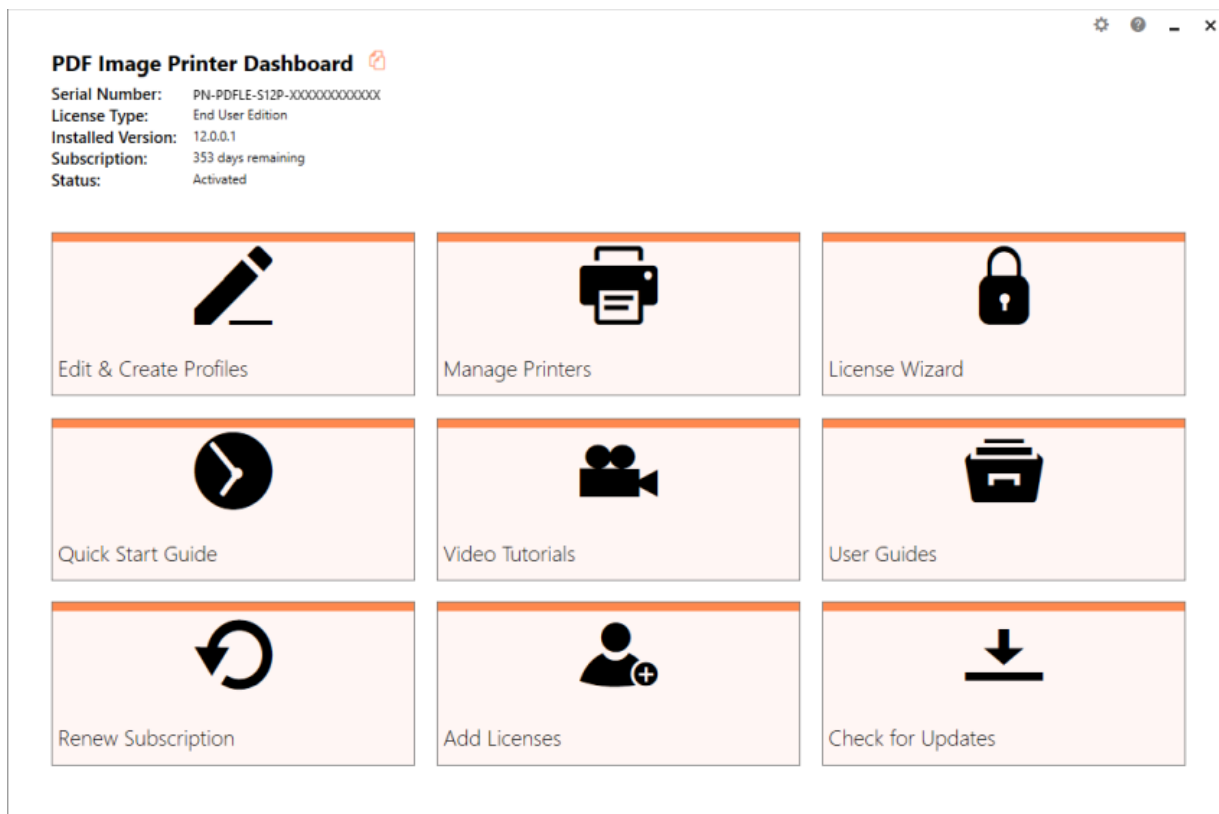 PDF Image Printer Dashboard
Serial Number: PN-PDFLE-S12P-XXXXXXXXXXXX
License Type: End User Edition
Installed Version: 12.0.0.1
Subscription: 353 days remaining
Status: Activated
Edit & Create Profiles
Manage Printers
License Wizard
Quick Start Guide
Video Tutorials
User Guides
Renew Subscription
Add Licenses
Check for Updates